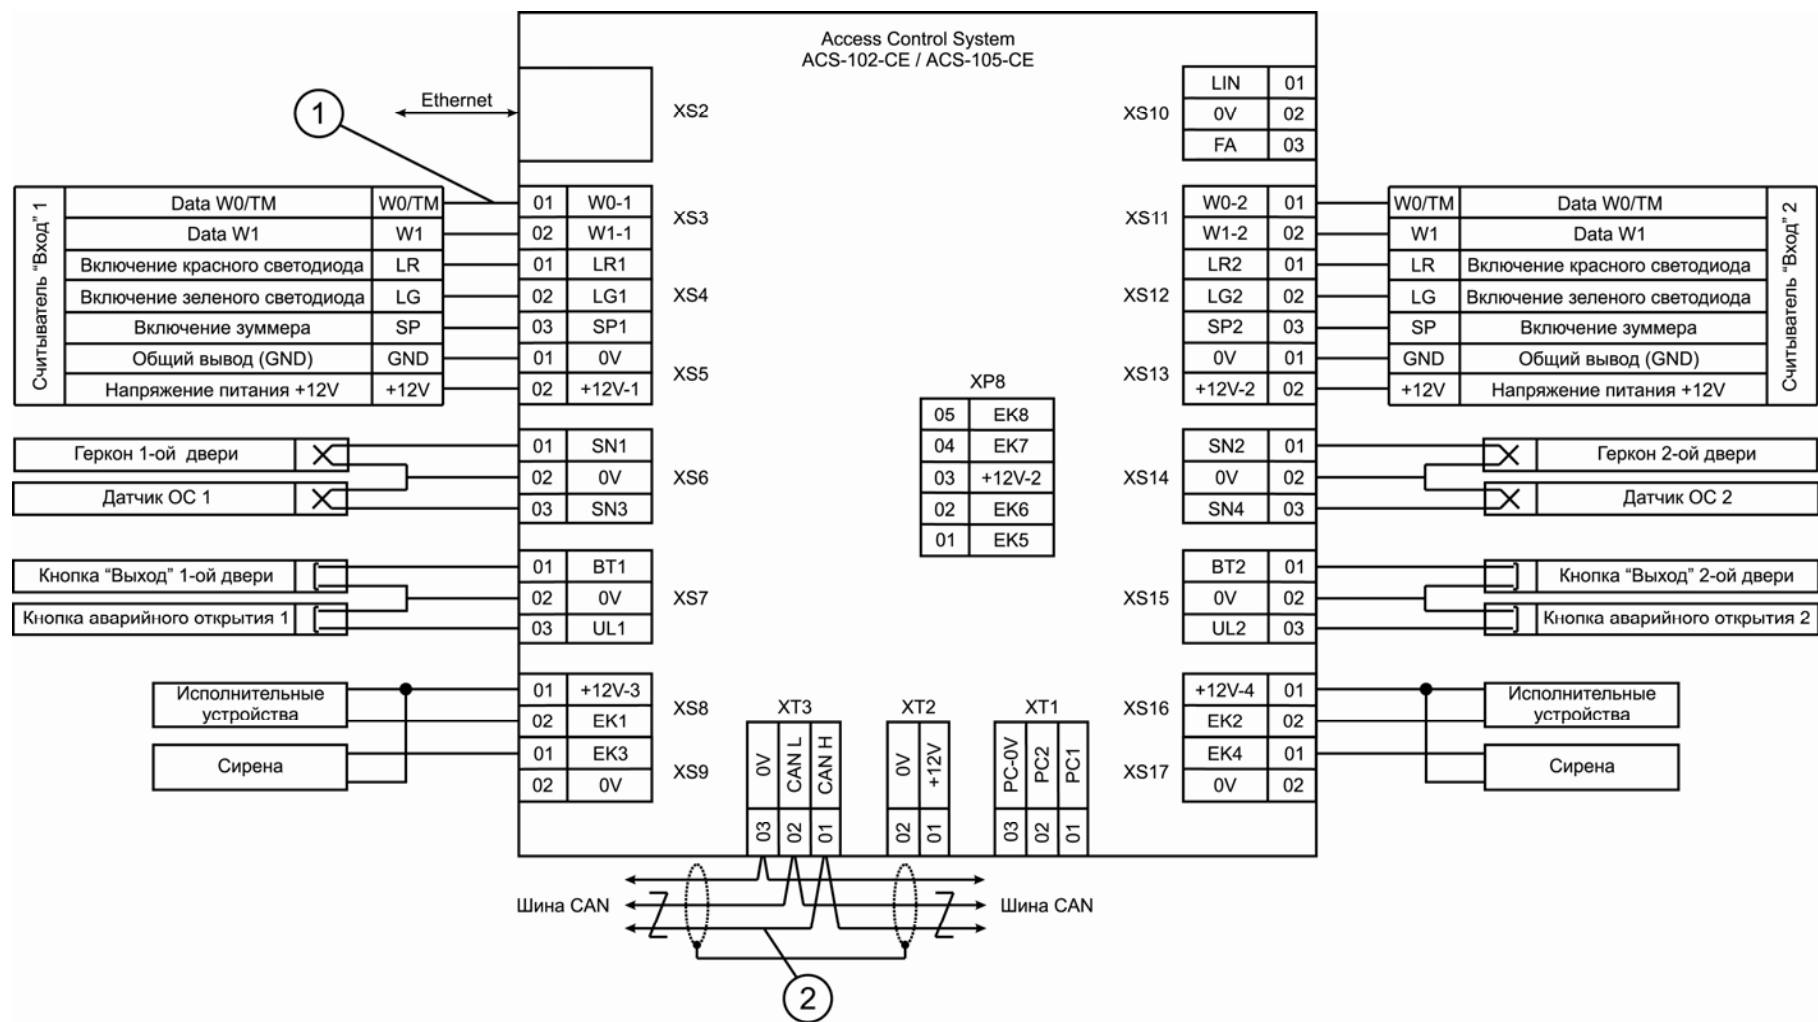 Access Control System
ACS-102-CE / ACS-105-CE
1
Ethernet
XS2
XS10
LIN 01
0V 02
FA 03
Считыватель "Вход" 1
Data W0/TM W0/TM
Data W1 W1
Включение красного светодиода LR
Включение зеленого светодиода LG
Включение зуммера SP
Общий вывод (GND) GND
Напряжение питания +12V +12V
01 W0-1
02 W1-1
XS3
01 LR1
02 LG1
03 SP1
XS4
01 0V
02 +12V-1
XS5
XS11
W0-2 01
W1-2 02
XS12
LR2 01
LG2 02
SP2 03
XS13
0V 01
+12V-2 02
W0/TM Data W0/TM
W1 Data W1
LR Включение красного светодиода
LG Включение зеленого светодиода
SP Включение зуммера
GND Общий вывод (GND)
+12V Напряжение питания +12V
Считыватель "Вход" 2
XP8
05 EK8
04 EK7
03 +12V-2
02 EK6
01 EK5
Геркон 1-ой двери
Датчик ОС 1
01 SN1
02 0V
03 SN3
XS6
XS14
SN2 01
0V 02
SN4 03
Геркон 2-ой двери
Датчик ОС 2
Кнопка "Выход" 1-ой двери
Кнопка аварийного открытия 1
01 BT1
02 0V
03 UL1
XS7
XS15
BT2 01
0V 02
UL2 03
Кнопка "Выход" 2-ой двери
Кнопка аварийного открытия 2
Исполнительные
устройства
Сирена
01 +12V-3
02 EK1
XS8
01 EK3
02 0V
XS9
XT3
0V 03
CAN L 02
CAN H 01
XT2
0V 02
+12V 01
XT1
PC-0V 03
PC2 02
PC1 01
XS16
+12V-4 01
EK2 02
XS17
EK4 01
0V 02
Исполнительные
устройства
Сирена
Шина CAN
Шина CAN
2